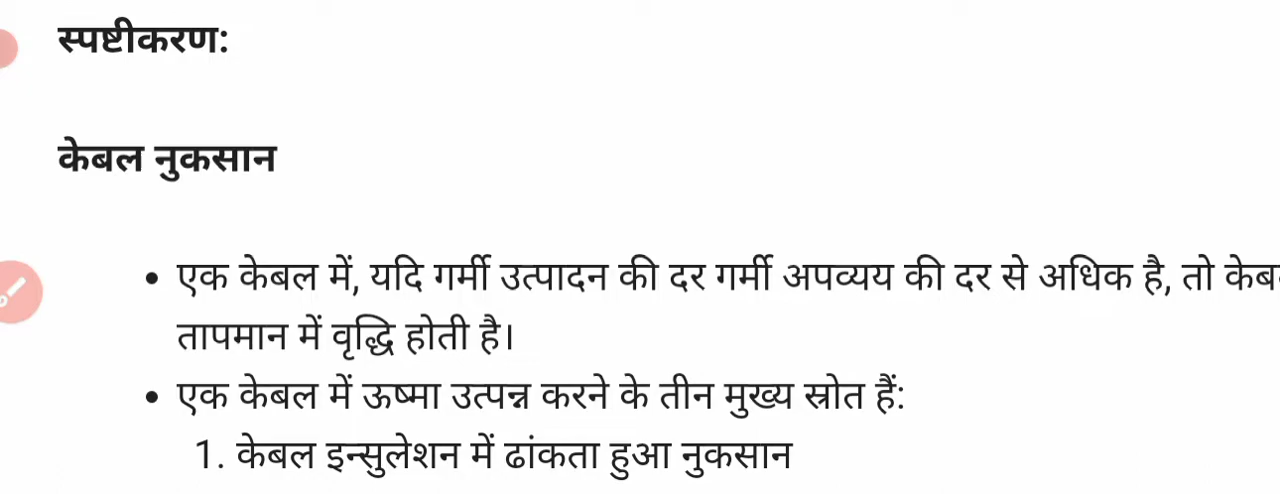 स्पष्टीकरण:
केबल नुकसान
• एक केबल में, यदि गर्मी उत्पादन की दर गर्मी अपव्यय की दर से अधिक है, तो
तापमान में वृद्धि होती है।
• एक केबल में ऊष्मा उत्पन्न करने के तीन मुख्य स्रोत हैं:
1. केबल इन्सुलेशन में ढांकता हुआ नुकसान